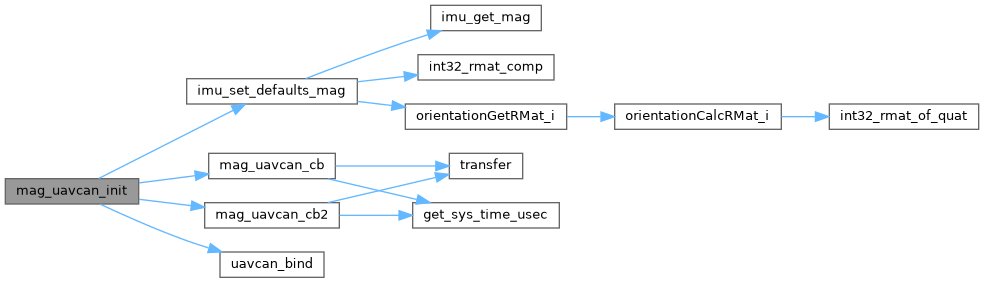 imu_get_mag
int32_rmat_comp
imu_set_defaults_mag
orientationGetRMat_i
orientationCalcRMat_i
int32_rmat_of_quat
mag_uavcan_cb
transfer
mag_uavcan_init
mag_uavcan_cb2
get_sys_time_usec
uavcan_bind